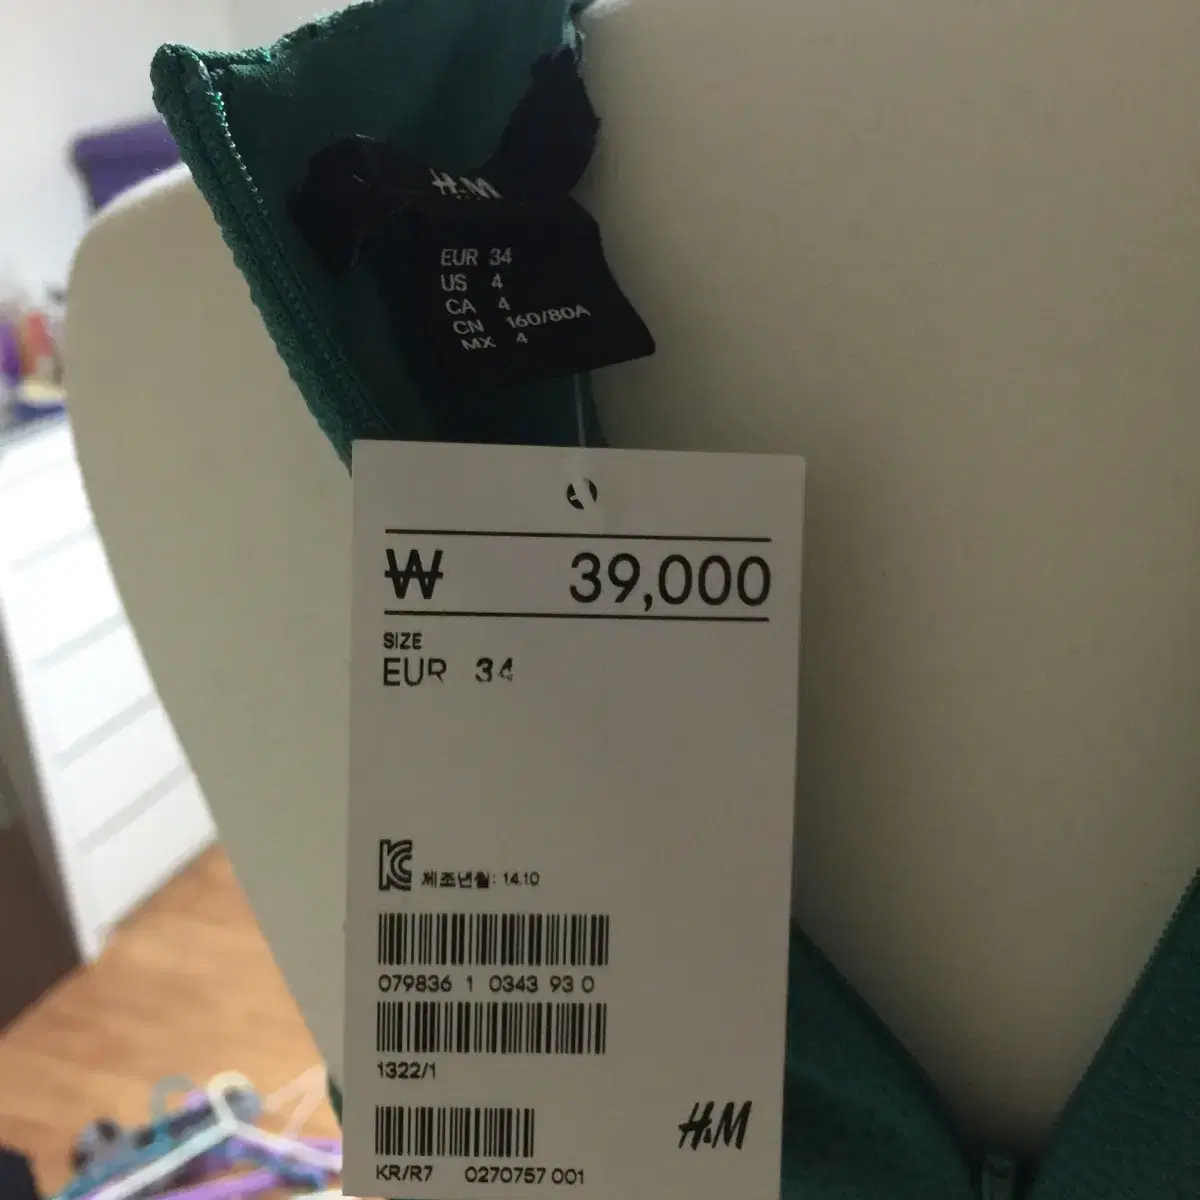 H&M
EUR 34
US 4
CA 4
CN 160/80A
MX 4
₩ 39,000
SIZE
EUR 34
KC 제조년월: 14.10
079836 1 0343 93 0
1322/1
H&M
KR/R7 0270757 001